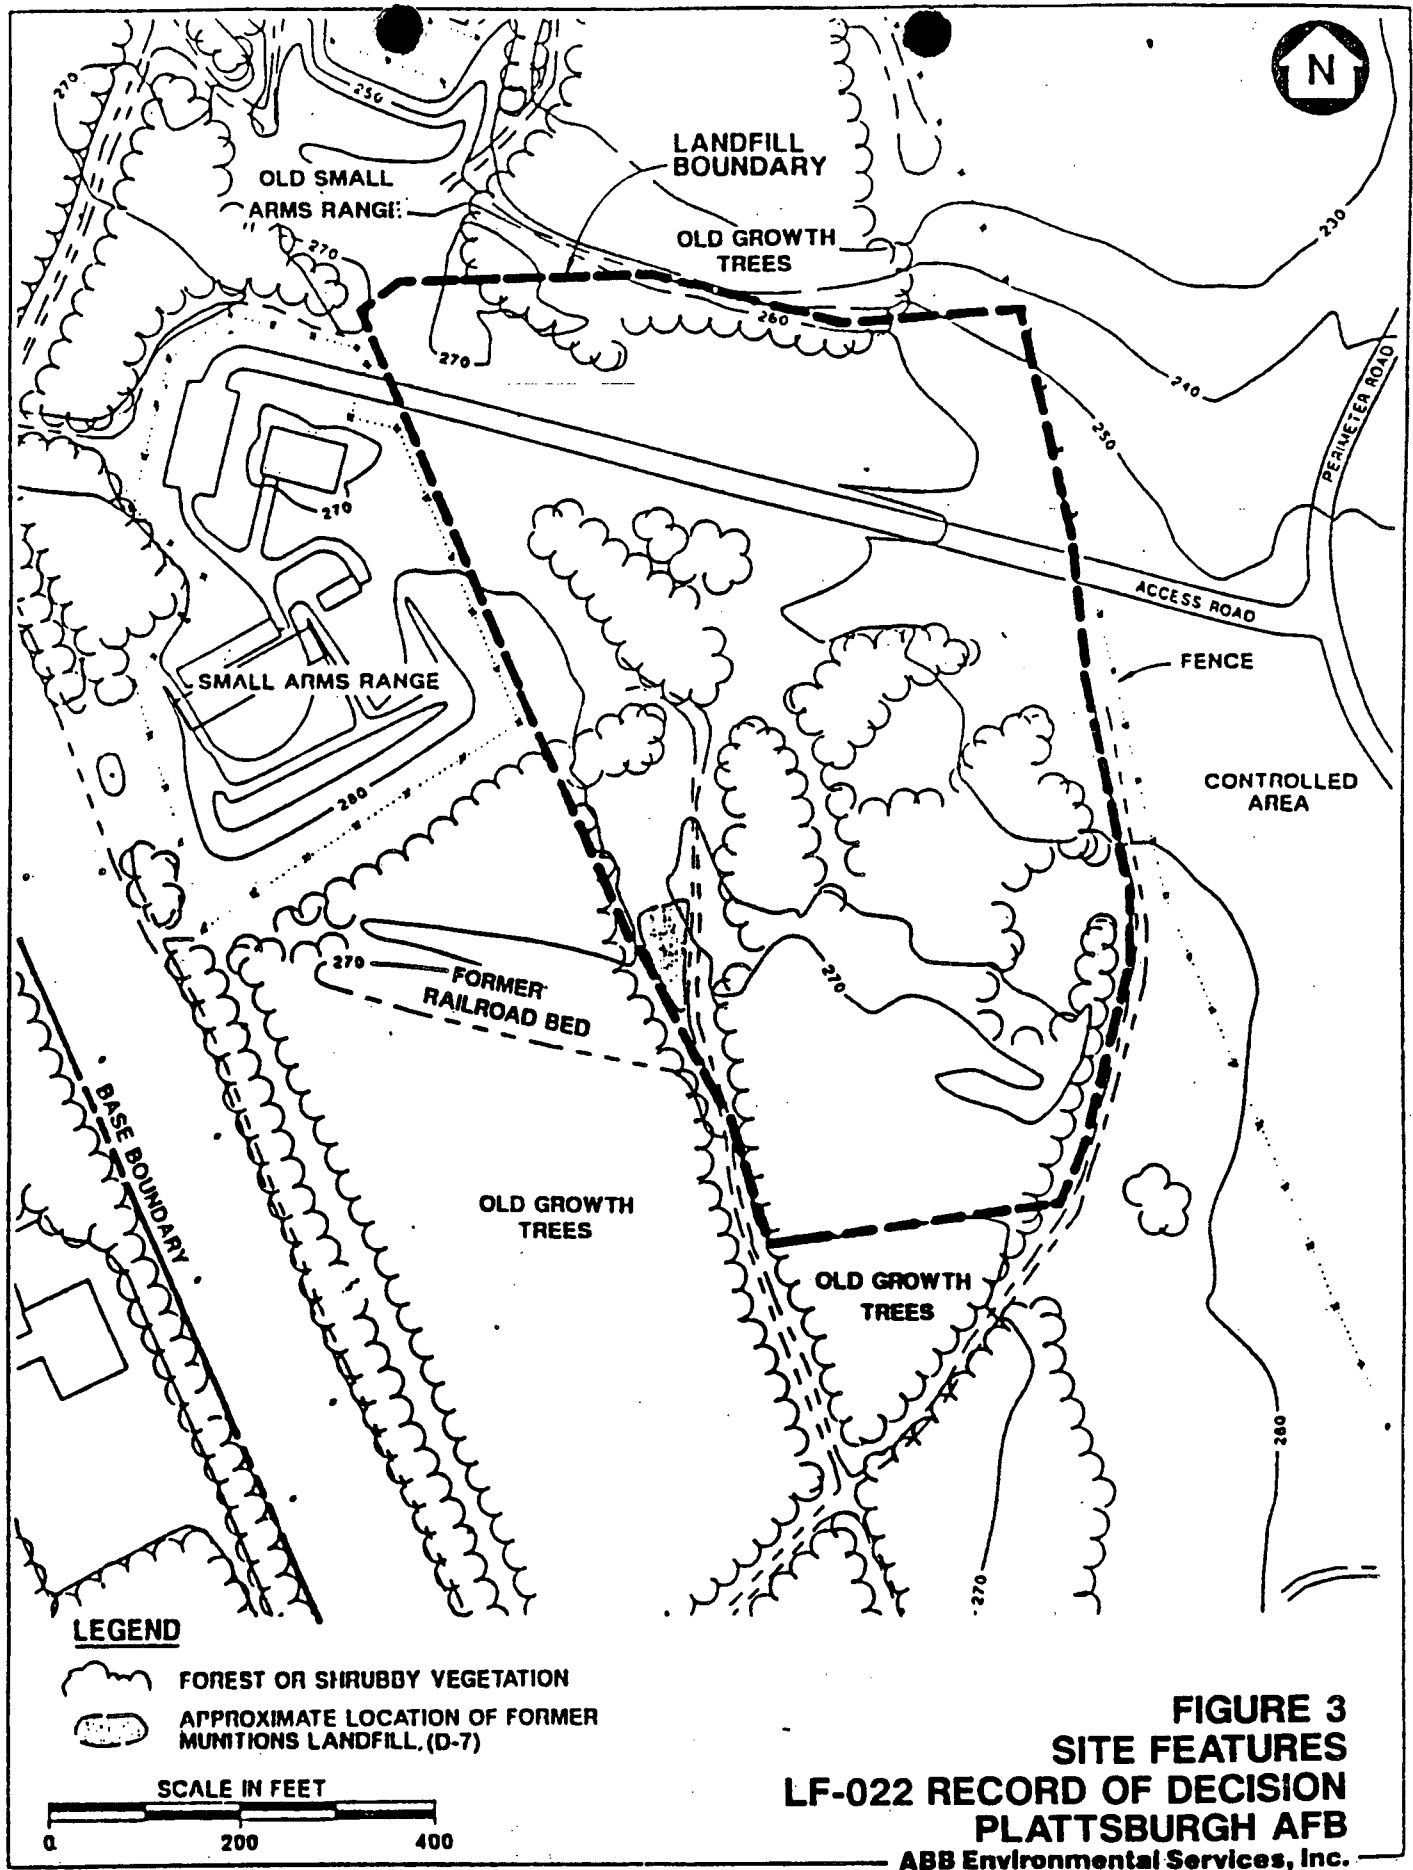 N
270
250
LANDFILL
BOUNDARY
OLD SMALL
ARMS RANGE
230
OLD GROWTH
TREES
270
260
270
240
PERIMETER ROAD
250
270
ACCESS ROAD
FENCE
SMALL ARMS RANGE
CONTROLLED
AREA
280
270
FORMER
RAILROAD BED
270
BASE BOUNDARY
OLD GROWTH
TREES
OLD GROWTH
TREES
260
270
LEGEND
FOREST OR SHRUBBY VEGETATION
APPROXIMATE LOCATION OF FORMER
MUNITIONS LANDFILL, (D-7)
SCALE IN FEET
0 200 400
FIGURE 3
SITE FEATURES
LF-022 RECORD OF DECISION
PLATTSBURGH AFB
ABB Environmental Services, Inc.